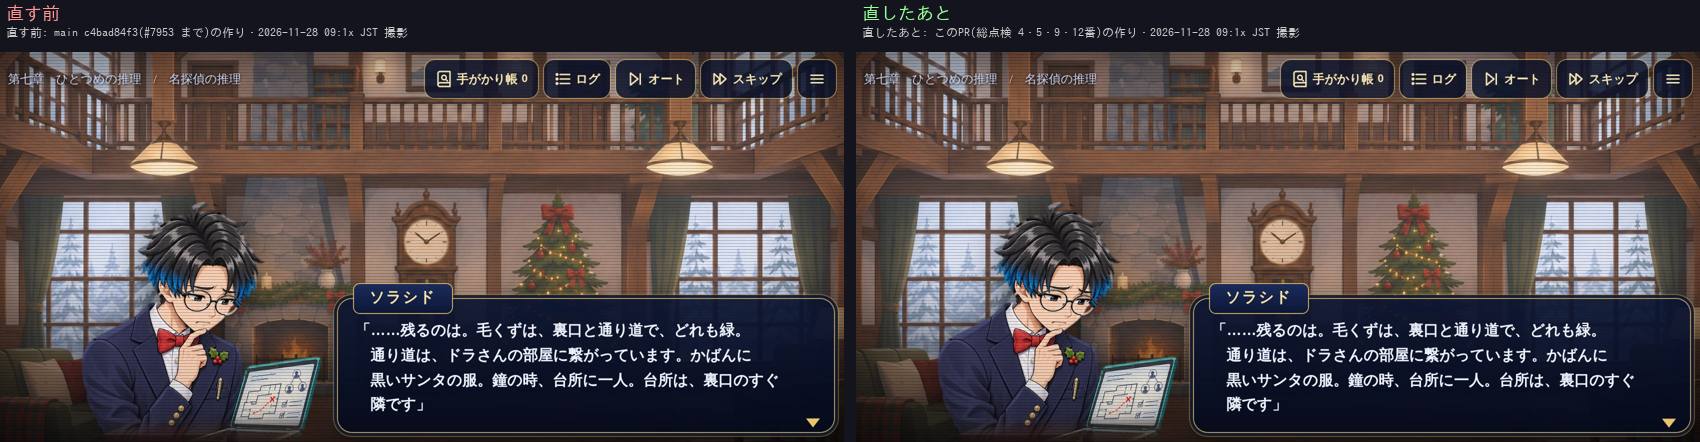 直す前
直す前: main c4bad84f3(#7953 まで)の作り・2026-11-28 09:1x JST 撮影
第七章 ひとつめの推理 / 名探偵の推理
手がかり帳 0
ログ
オート
スキップ
ソラシド
「……残るのは。毛くずは、裏口と通り道で、どれも緑。
通り道は、ドラさんの部屋に繋がっています。かばんに
黒いサンタの服。鐘の時、台所に一人。台所は、裏口のすぐ
隣です」
直したあと
直したあと: このPR(総点検 4・5・9・12番)の作り・2026-11-28 09:1x JST 撮影
第七章 ひとつめの推理 / 名探偵の推理
手がかり帳 0
ログ
オート
スキップ
ソラシド
「……残るのは。毛くずは、裏口と通り道で、どれも緑。
通り道は、ドラさんの部屋に繋がっています。かばんに
黒いサンタの服。鐘の時、台所に一人。台所は、裏口のすぐ
隣です」